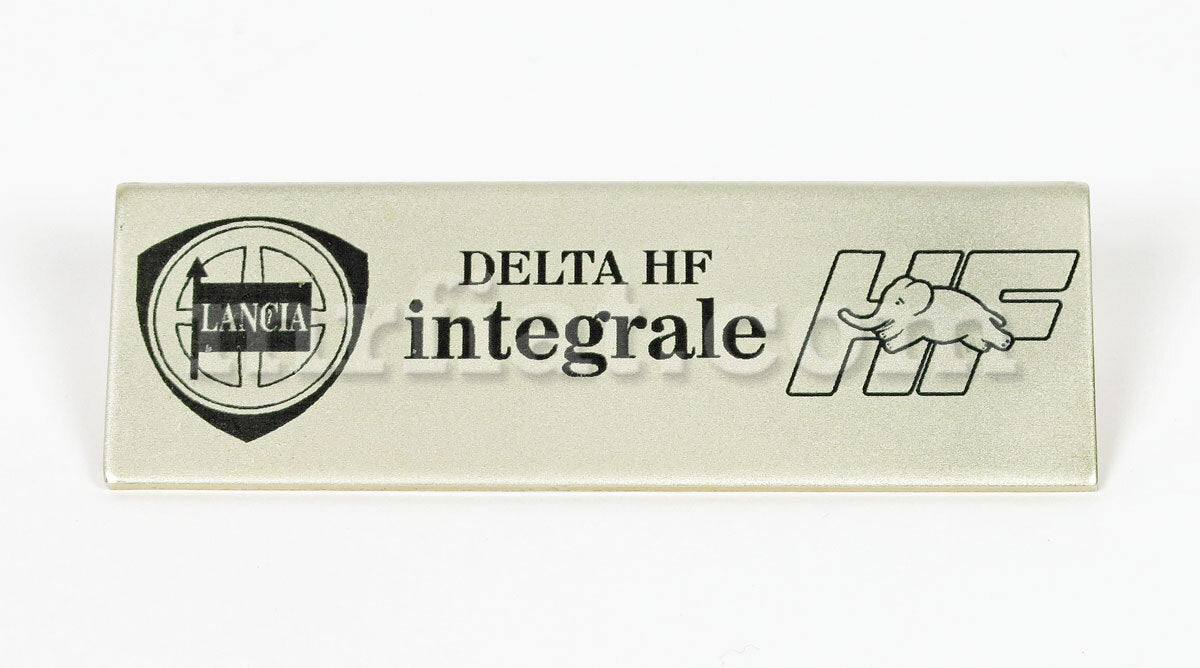 LANCIA
DELTA HF
integrale
HF